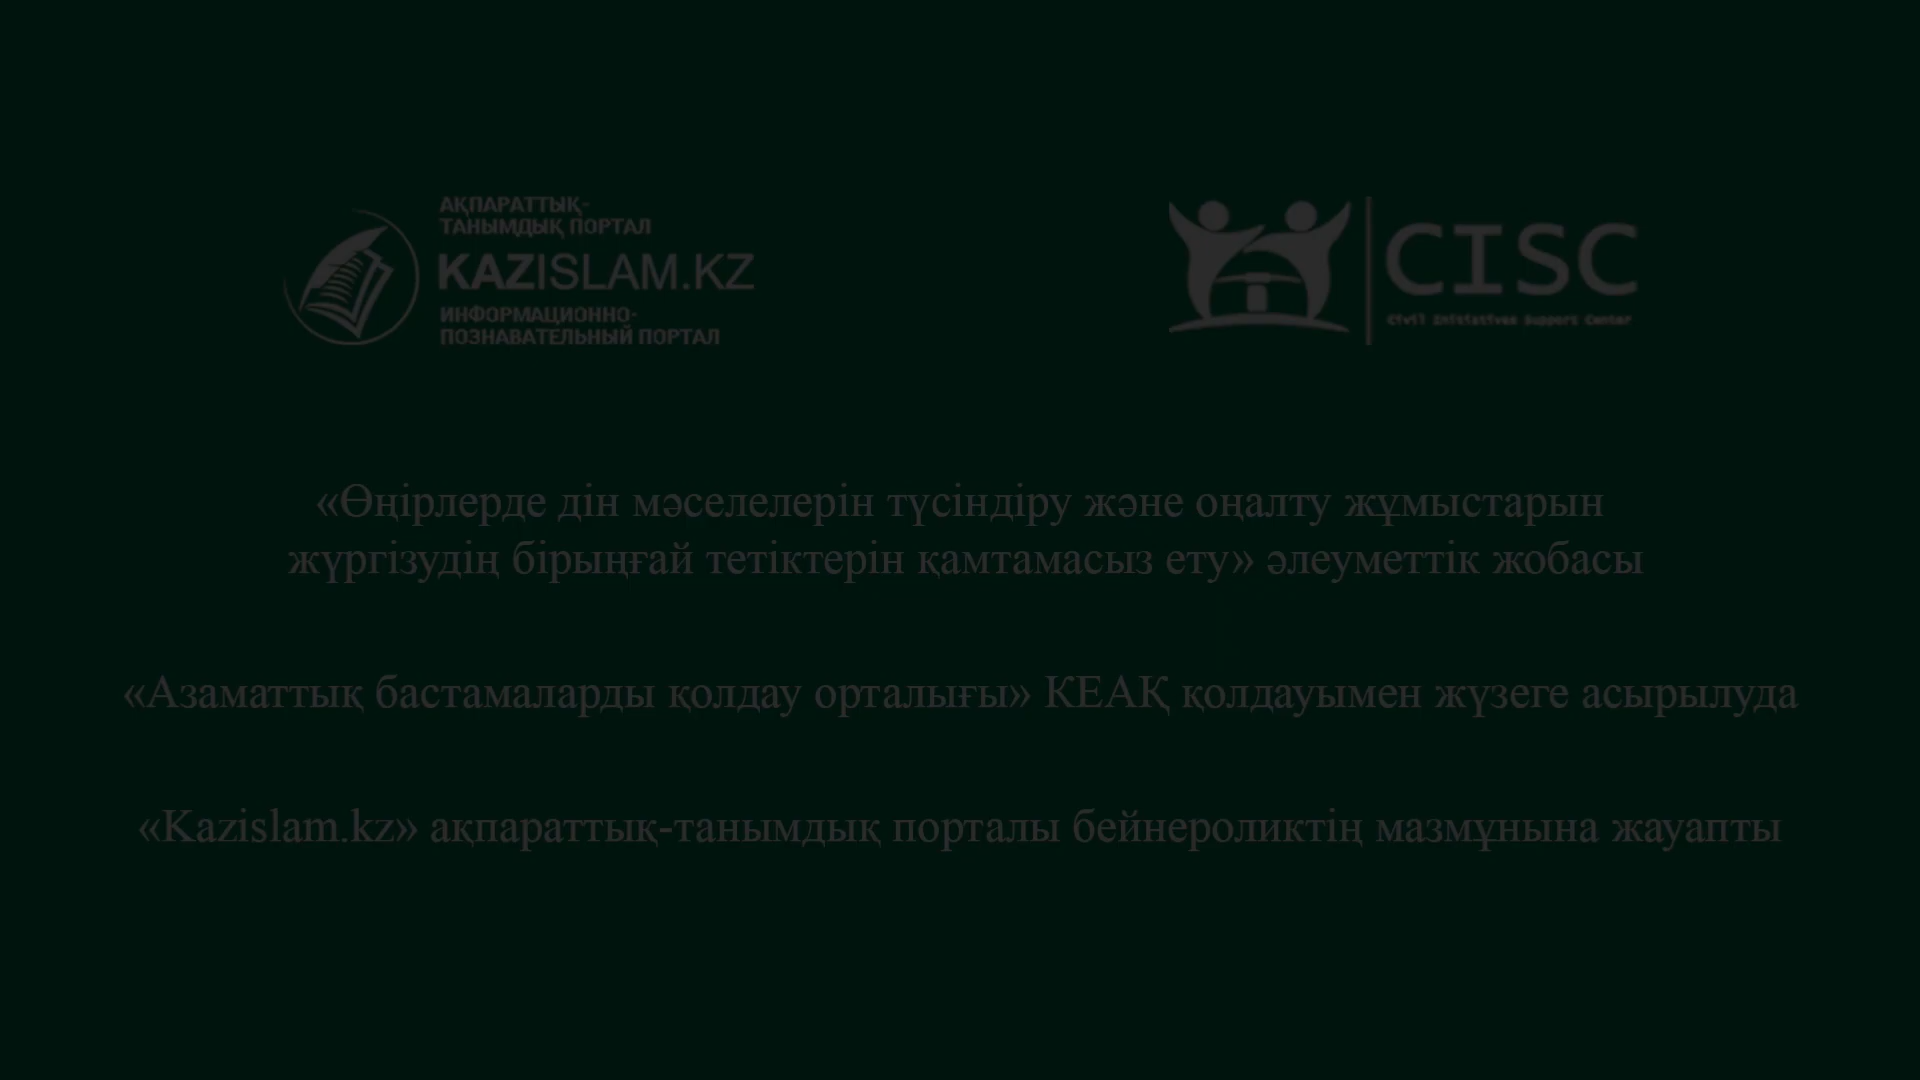 АҚПАРАТТЫҚ-
ТАНЫМДЫҚ ПОРТАЛ
KAZISLAM.KZ
ИНФОРМАЦИОННО-
ПОЗНАВАТЕЛЬНЫЙ ПОРТАЛ
CISC
Civil Initiatives Support Center
«Өңірлерде дін мәселелерін түсіндіру және оңалту жұмыстарын
жүргізудің бірыңғай тетіктерін қамтамасыз ету» әлеуметтік жобасы
«Азаматтық бастамаларды қолдау орталығы» КЕАҚ қолдауымен жүзеге асырылуда
«Kazislam.kz» ақпараттық-танымдық порталы бейнероликтің мазмұнына жауапты